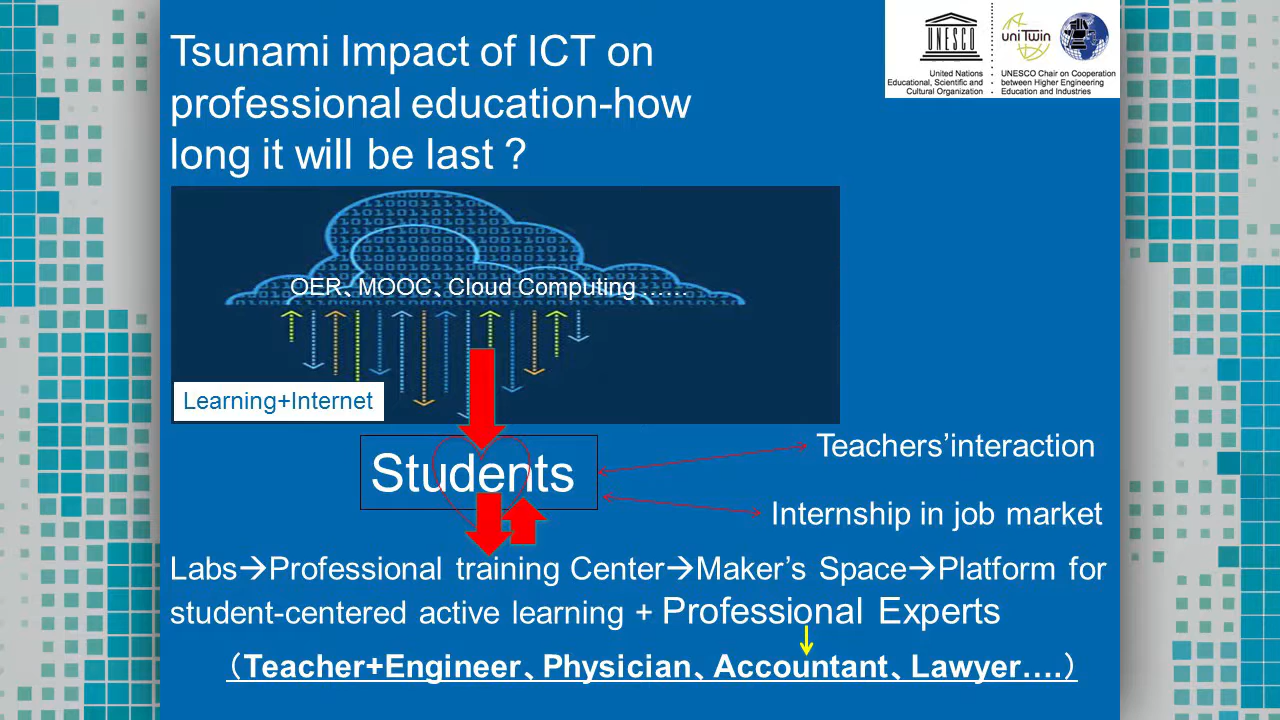 Tsunami Impact of ICT on
professional education-how
long it will be last ?
UNESCO
United Nations
Educational, Scientific and
Cultural Organization
uniTwin
UNESCO Chair on Cooperation
between Higher Engineering
Education and Industries
OER、MOOC、Cloud Computing……
Learning+Internet
Students
Teachers’interaction
Internship in job market
Labs→Professional training Center→Maker’s Space→Platform for
student-centered active learning + Professional Experts
（Teacher+Engineer、Physician、Accountant、Lawyer….）